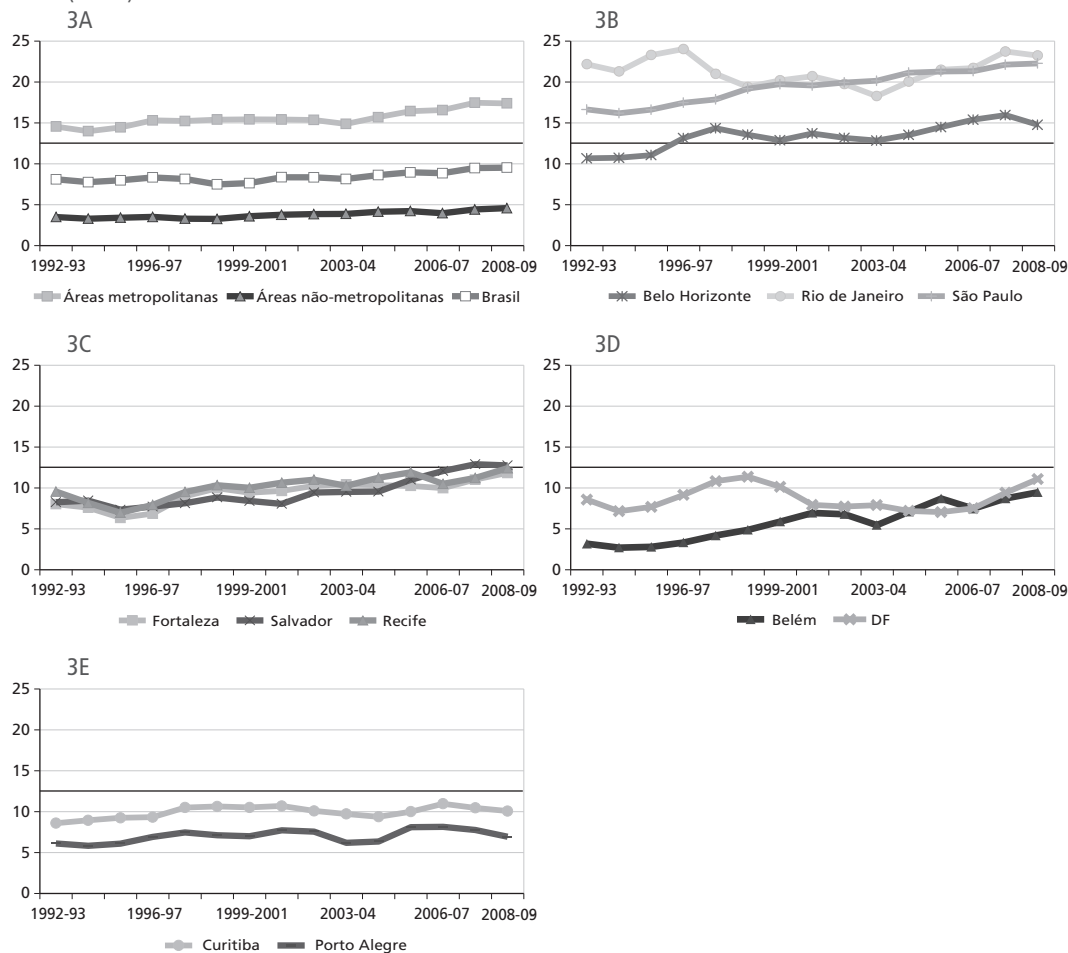 3A
25
20
15
10
5
0
1992-93 1996-97 1999-2001 2003-04 2006-07 2008-09
Áreas metropolitanas Áreas não-metropolitanas Brasil
3B
25
20
15
10
5
0
1992-93 1996-97 1999-2001 2003-04 2006-07 2008-09
Belo Horizonte Rio de Janeiro São Paulo
3C
25
20
15
10
5
0
1992-93 1996-97 1999-2001 2003-04 2006-07 2008-09
Fortaleza Salvador Recife
3D
25
20
15
10
5
0
1992-93 1996-97 1999-2001 2003-04 2006-07 2008-09
Belém DF
3E
25
20
15
10
5
0
1992-93 1996-97 1999-2001 2003-04 2006-07 2008-09
Curitiba Porto Alegre